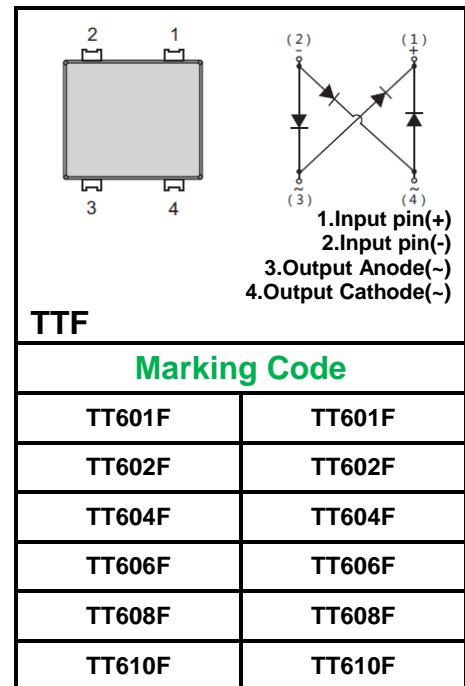 2 1
3 4
(2) (1)
- +
~ ~
(3) (4)
1.Input pin(+)
2.Input pin(-)
3.Output Anode(~)
4.Output Cathode(~)
TTF
Marking Code
TT601F TT601F
TT602F TT602F
TT604F TT604F
TT606F TT606F
TT608F TT608F
TT610F TT610F